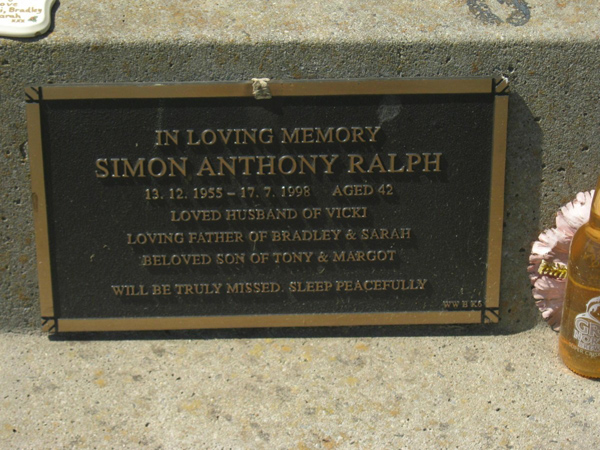 Bradley
IN LOVING MEMORY
SIMON ANTHONY RALPH
13. 12. 1955 – 17. 7. 1998 AGED 42
LOVED HUSBAND OF VICKI
LOVING FATHER OF BRADLEY & SARAH
BELOVED SON OF TONY & MARGOT
WILL BE TRULY MISSED. SLEEP PEACEFULLY